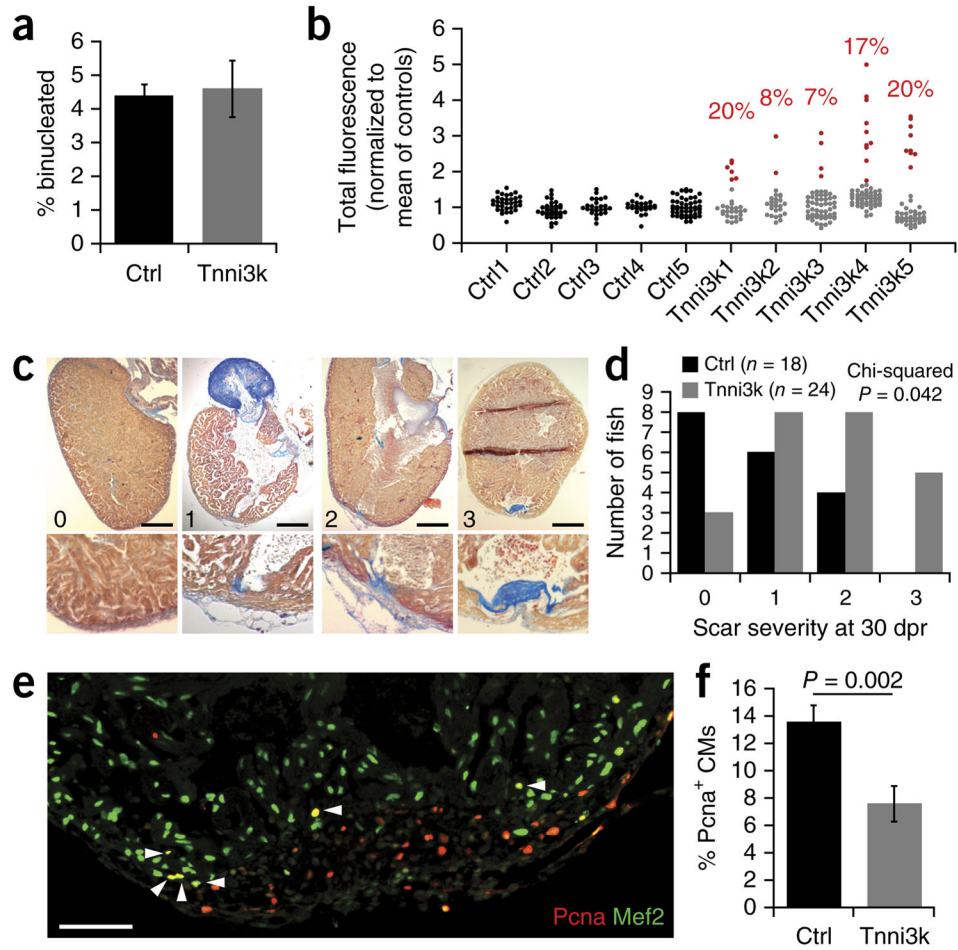 a
% binucleated
6
5
4
3
2
1
0
Ctrl
Tnni3k
b
Total fluorescence
(normalized to
mean of controls)
6
5
4
3
2
1
0
20%
8%
7%
17%
20%
Ctrl1
Ctrl2
Ctrl3
Ctrl4
Ctrl5
Tnni3k1
Tnni3k2
Tnni3k3
Tnni3k4
Tnni3k5
c
0
1
2
3
d
Ctrl (n = 18)
Tnni3k (n = 24)
Chi-squared
P = 0.042
Number of fish
9
8
7
6
5
4
3
2
1
0
0 1 2 3
Scar severity at 30 dpr
e
Pcna Mef2
f
P = 0.002
% Pcna⁺ CMs
16
14
12
10
8
6
4
2
0
Ctrl
Tnni3k